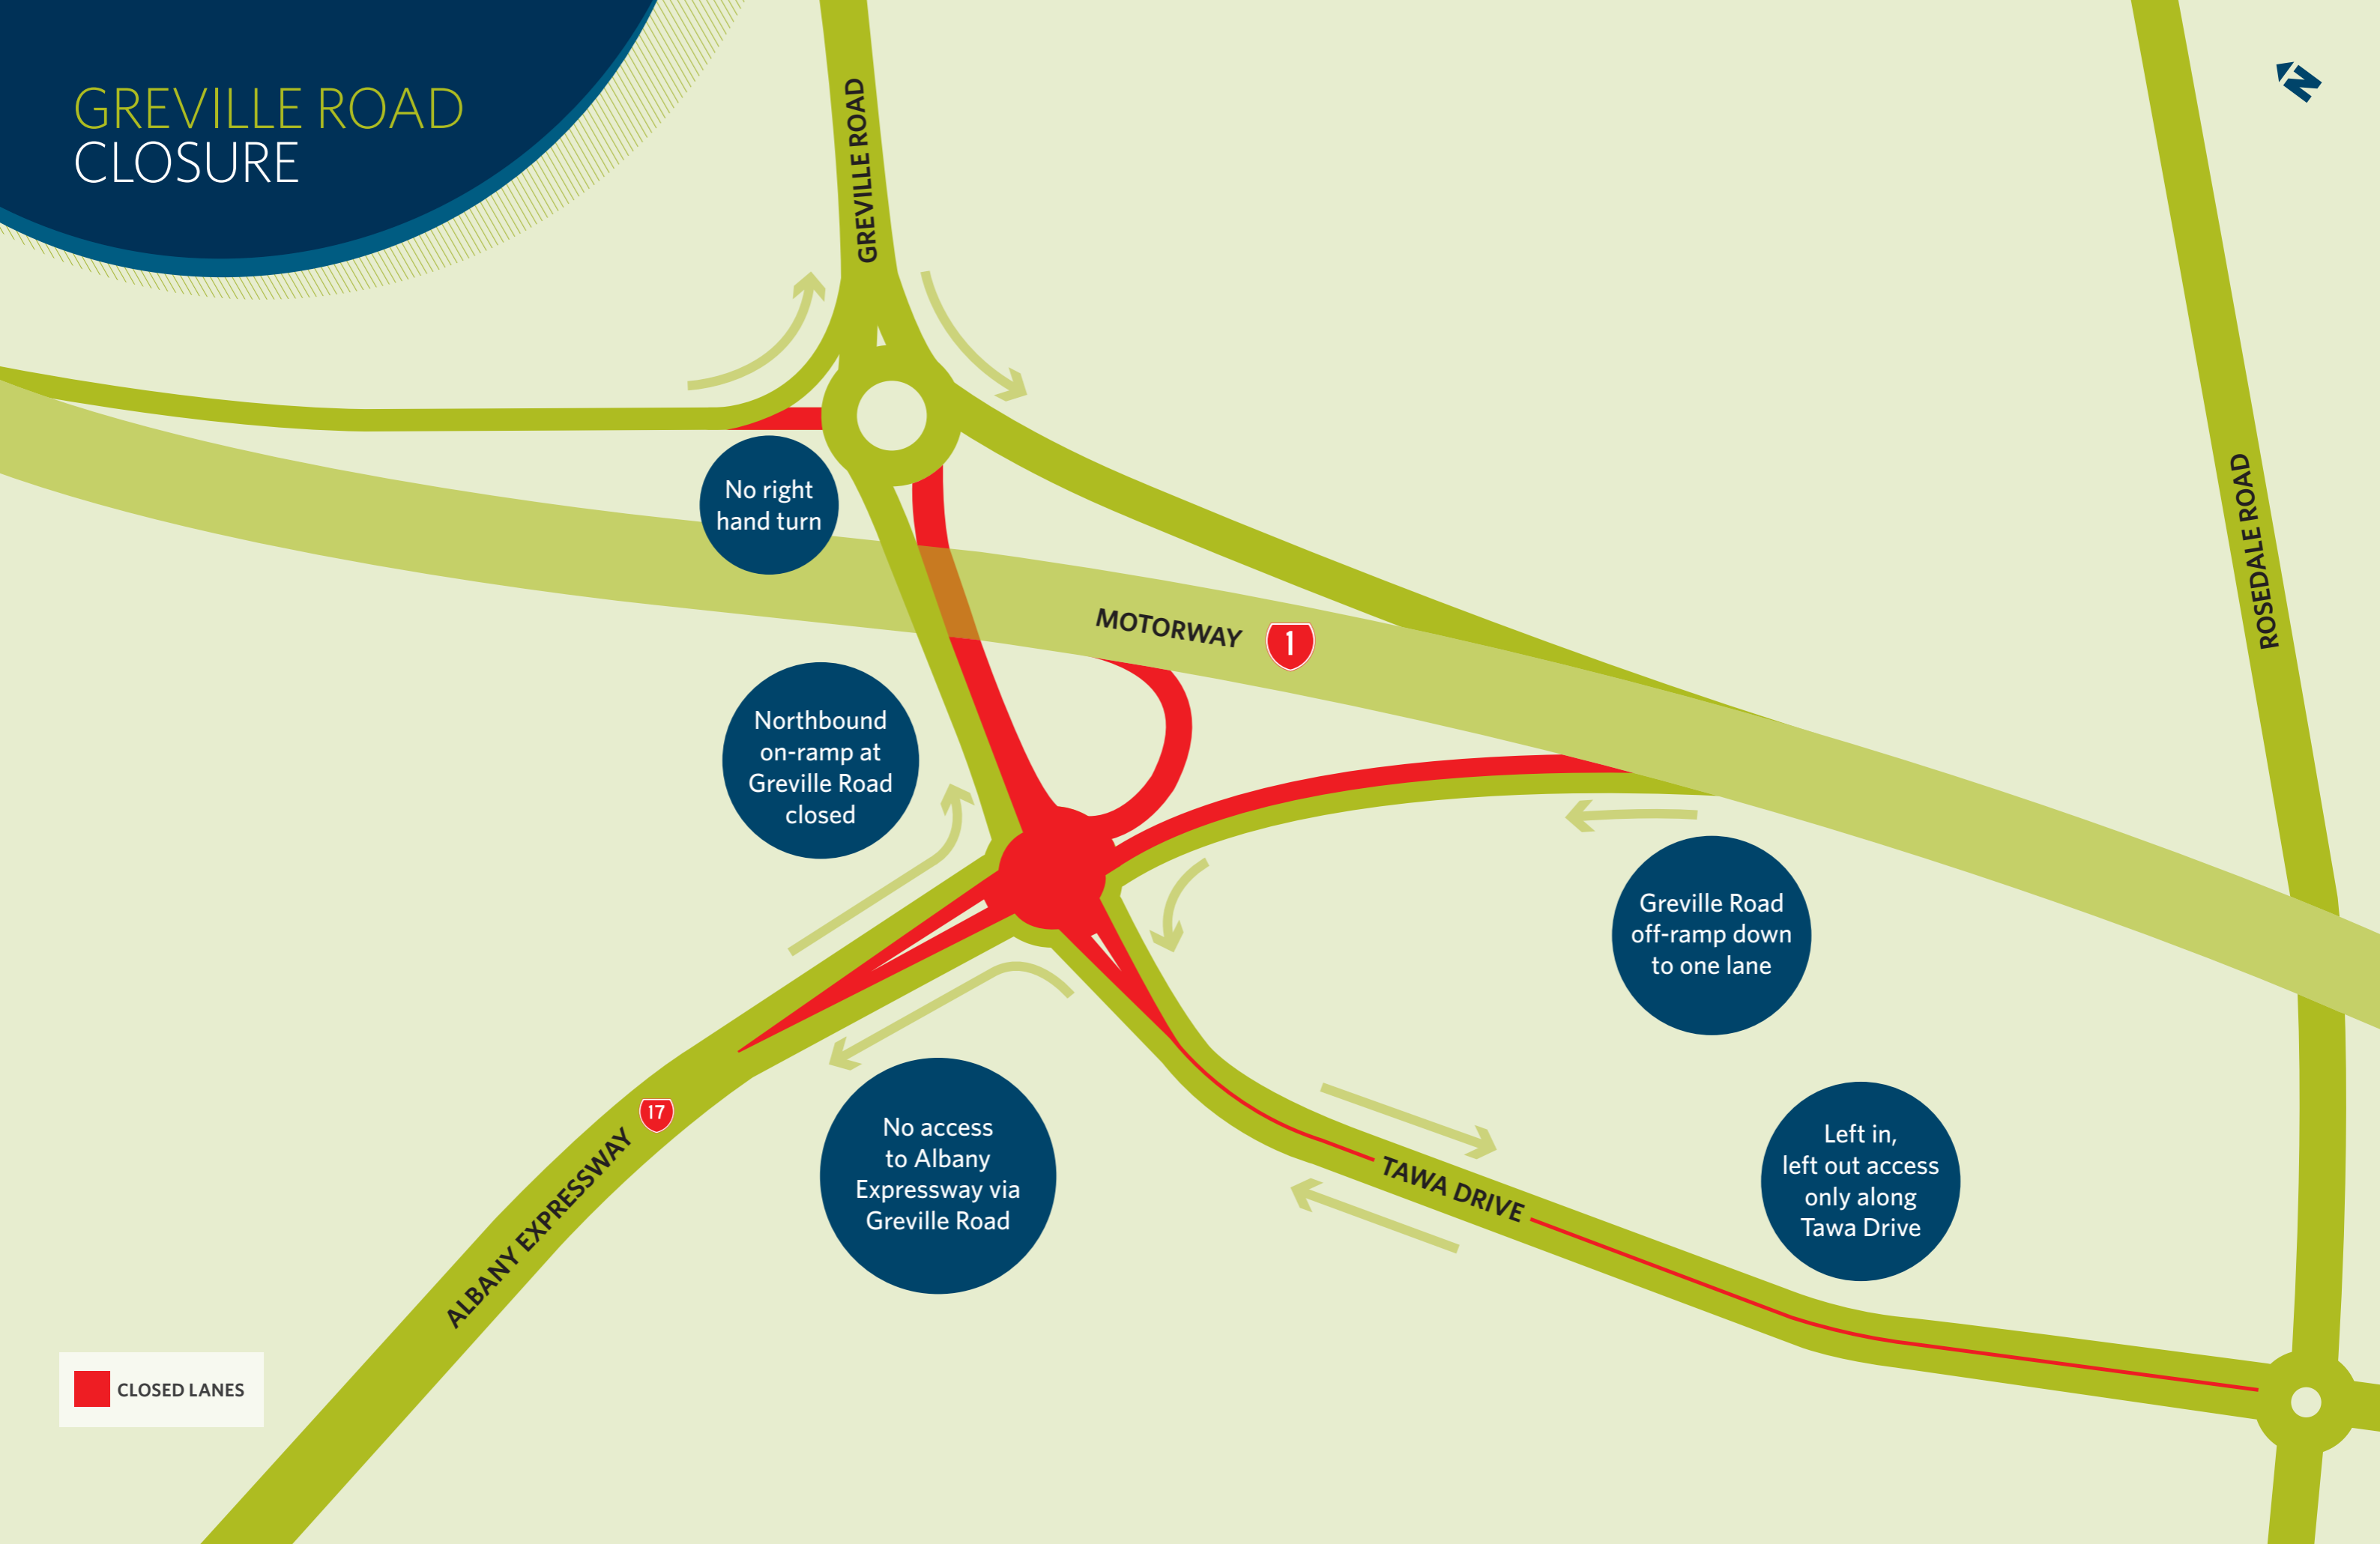 GREVILLE ROAD
CLOSURE
N
GREVILLE ROAD
No right
hand turn
MOTORWAY
1
ROSEDALE ROAD
Northbound
on-ramp at
Greville Road
closed
Greville Road
off-ramp down
to one lane
No access
to Albany
Expressway via
Greville Road
Left in,
left out access
only along
Tawa Drive
17
ALBANY EXPRESSWAY
TAWA DRIVE
CLOSED LANES